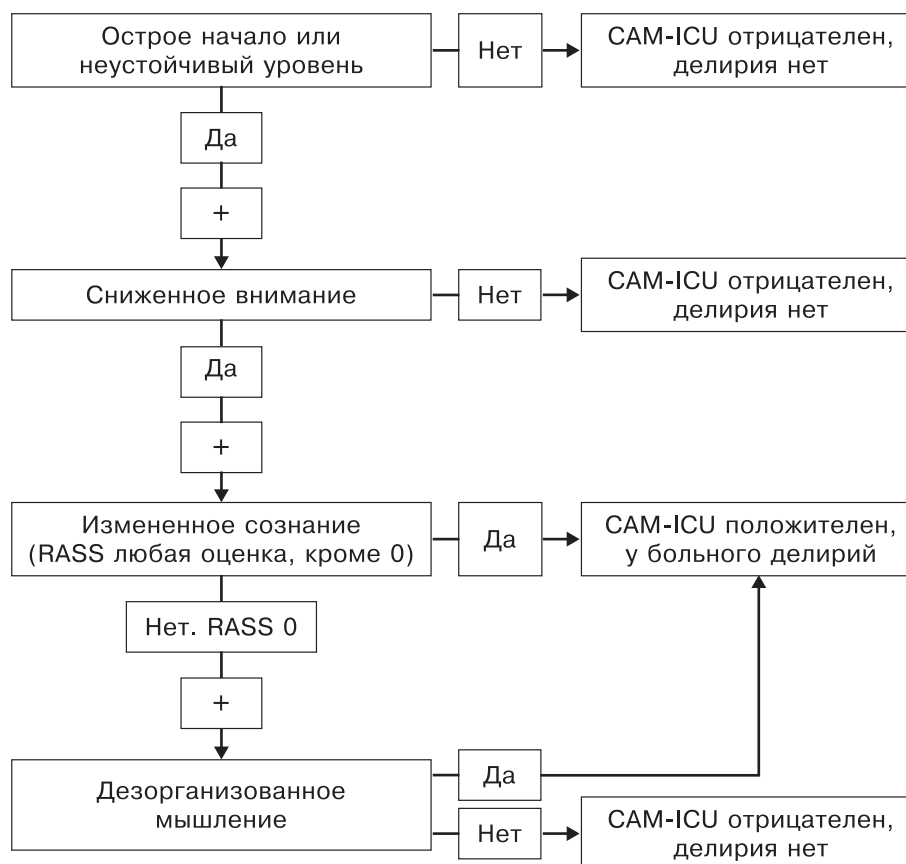 Острое начало или
неустойчивый уровень
Нет
CAM-ICU отрицателен,
делирия нет
Да
+
Сниженное внимание
Нет
CAM-ICU отрицателен,
делирия нет
Да
+
Измененное сознание
(RASS любая оценка, кроме 0)
Да
CAM-ICU положителен,
у больного делирий
Нет. RASS 0
+
Дезорганизованное
мышление
Да
Нет
CAM-ICU отрицателен,
делирия нет